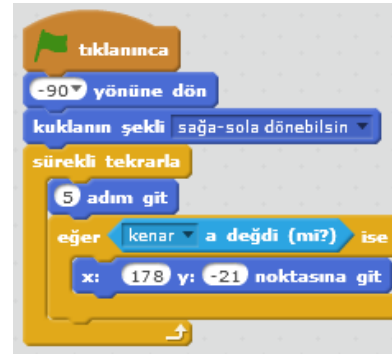 tıklanınca
-90 yönüne dön
kuklanın şekli sağa-sola dönebilsin
sürekli tekrarla
5 adım git
eğer kenar a değdi (mi?) ise
x: 178 y: -21 noktasına git